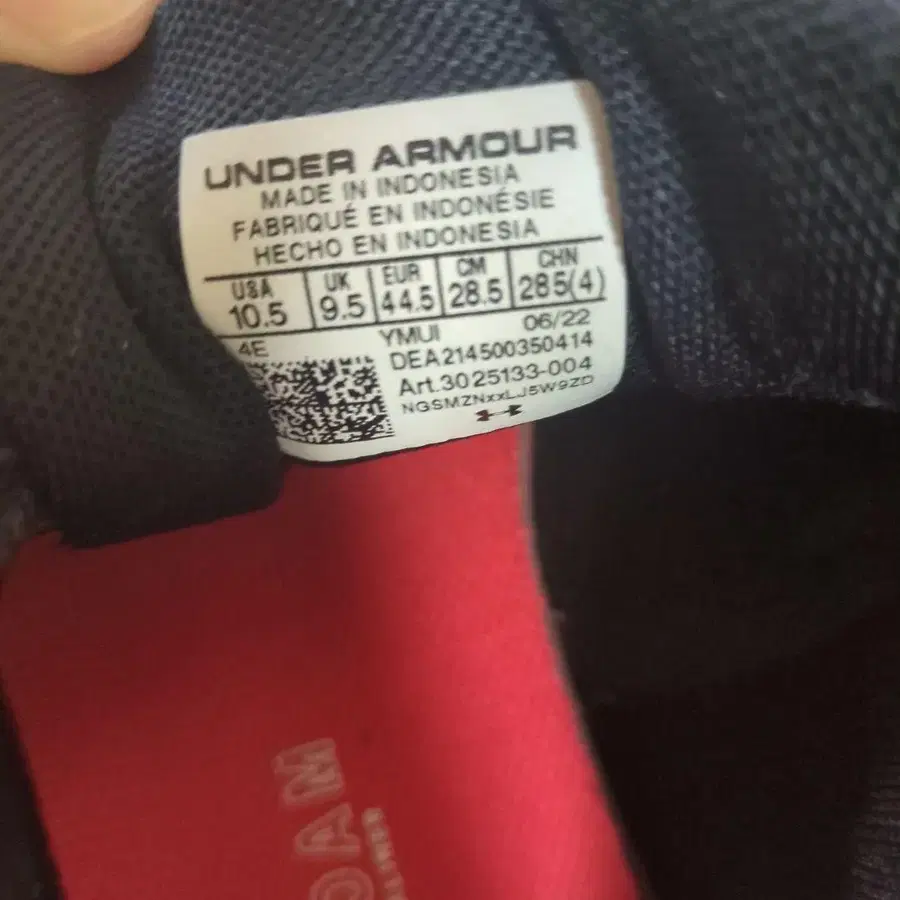 UNDER ARMOUR
MADE IN INDONESIA
FABRIQUÉ EN INDONÉSIE
HECHO EN INDONESIA
USA UK EUR CM CHN
10.5 9.5 44.5 28.5 285(4)
4E YMUI 06/22
DEA214500350414
Art.3025133-004
NGSMZNxxLJ5W9ZD